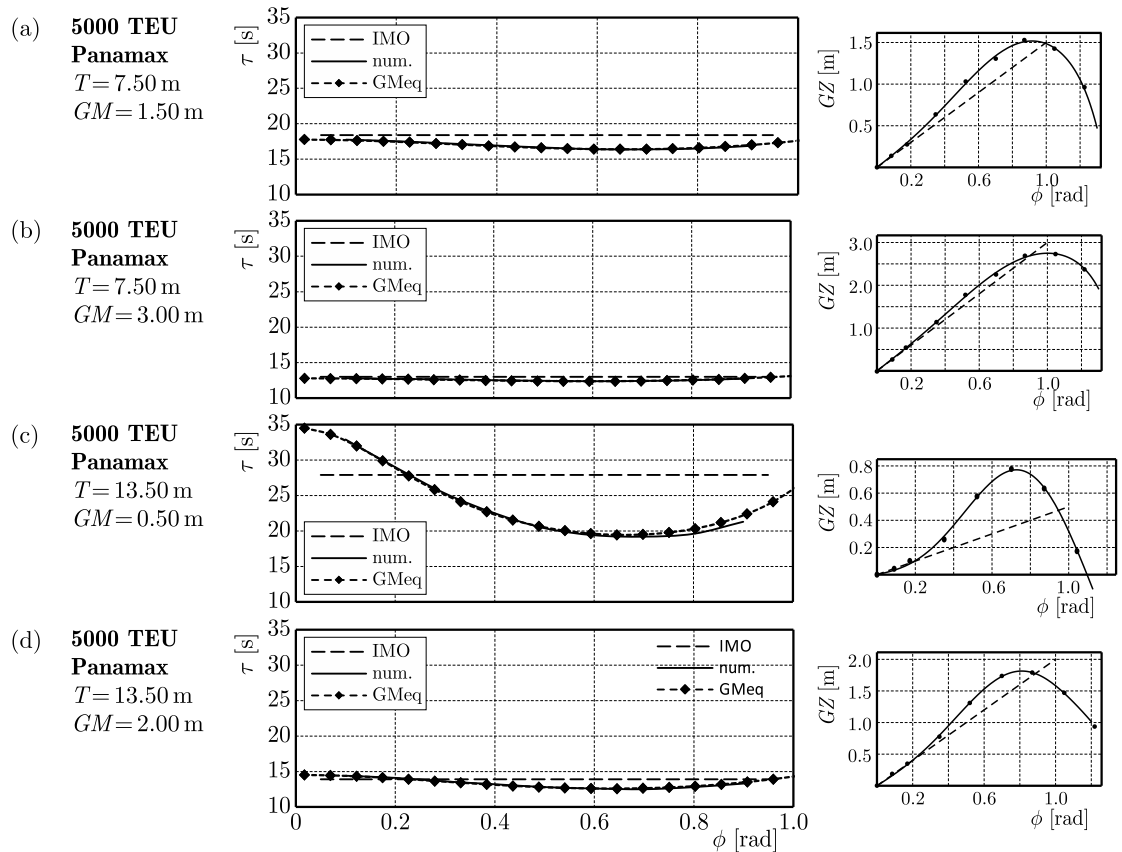 (a)
5000 TEU
Panamax
T = 7.50 m
GM = 1.50 m
τ [s]
35
30
25
20
15
10
IMO
num.
GMeq
GZ [m]
1.5
1.0
0.5
0.2 0.6 1.0
ϕ [rad]
(b)
5000 TEU
Panamax
T = 7.50 m
GM = 3.00 m
τ [s]
35
30
25
20
15
10
IMO
num.
GMeq
GZ [m]
3.0
2.0
1.0
0.2 0.6 1.0
ϕ [rad]
(c)
5000 TEU
Panamax
T = 13.50 m
GM = 0.50 m
τ [s]
35
30
25
20
15
10
IMO
num.
GMeq
GZ [m]
0.8
0.6
0.4
0.2
0.2 0.6 1.0
ϕ [rad]
(d)
5000 TEU
Panamax
T = 13.50 m
GM = 2.00 m
τ [s]
35
30
25
20
15
10
IMO
num.
GMeq
IMO
num.
GMeq
0 0.2 0.4 0.6 0.8 1.0
ϕ [rad]
GZ [m]
2.0
1.5
1.0
0.5
0.2 0.6 1.0
ϕ [rad]